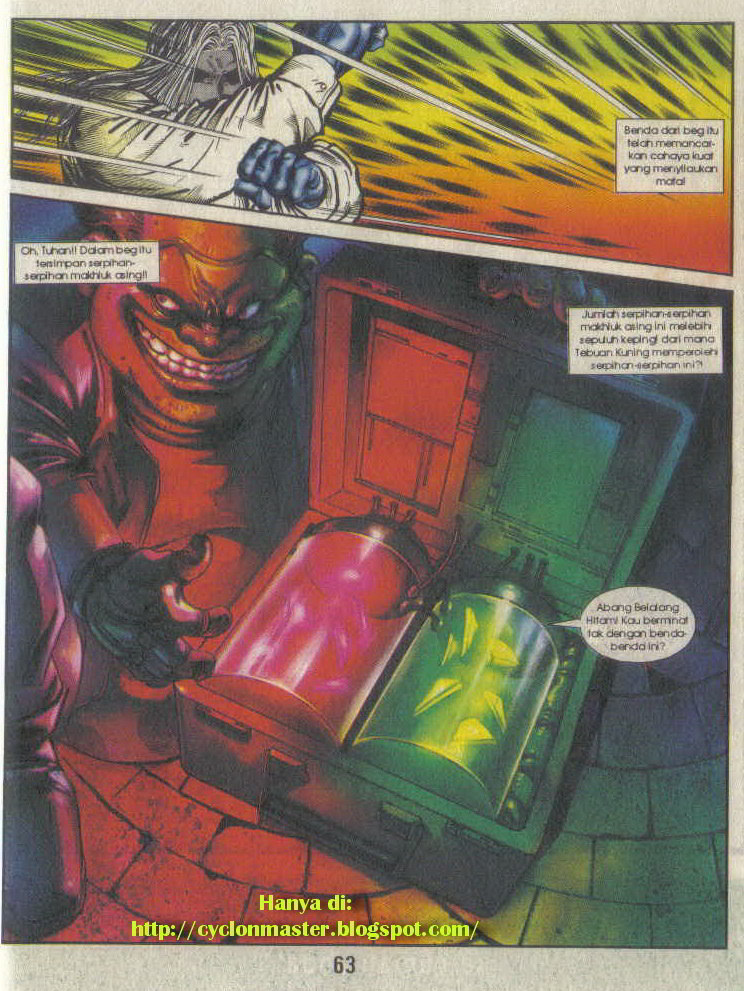 Benda dari beg itu
telah memancar-
kan cahaya kuat
yang menyilaukan
mata!
Oh, Tuhan!! Dalam beg itu
tersimpan serpihan-
serpihan makhluk asing!!
Jumlah serpihan-serpihan
makhluk asing ini melebihi
sepuluh keping! dari mana
Tebuan Kuning memperolehi
serpihan-serpihan ini?!
Abang Belalang
Hitam! Kau berminat
tak dengan benda-
benda ini?
Hanya di:
http://cyclonmaster.blogspot.com/
63